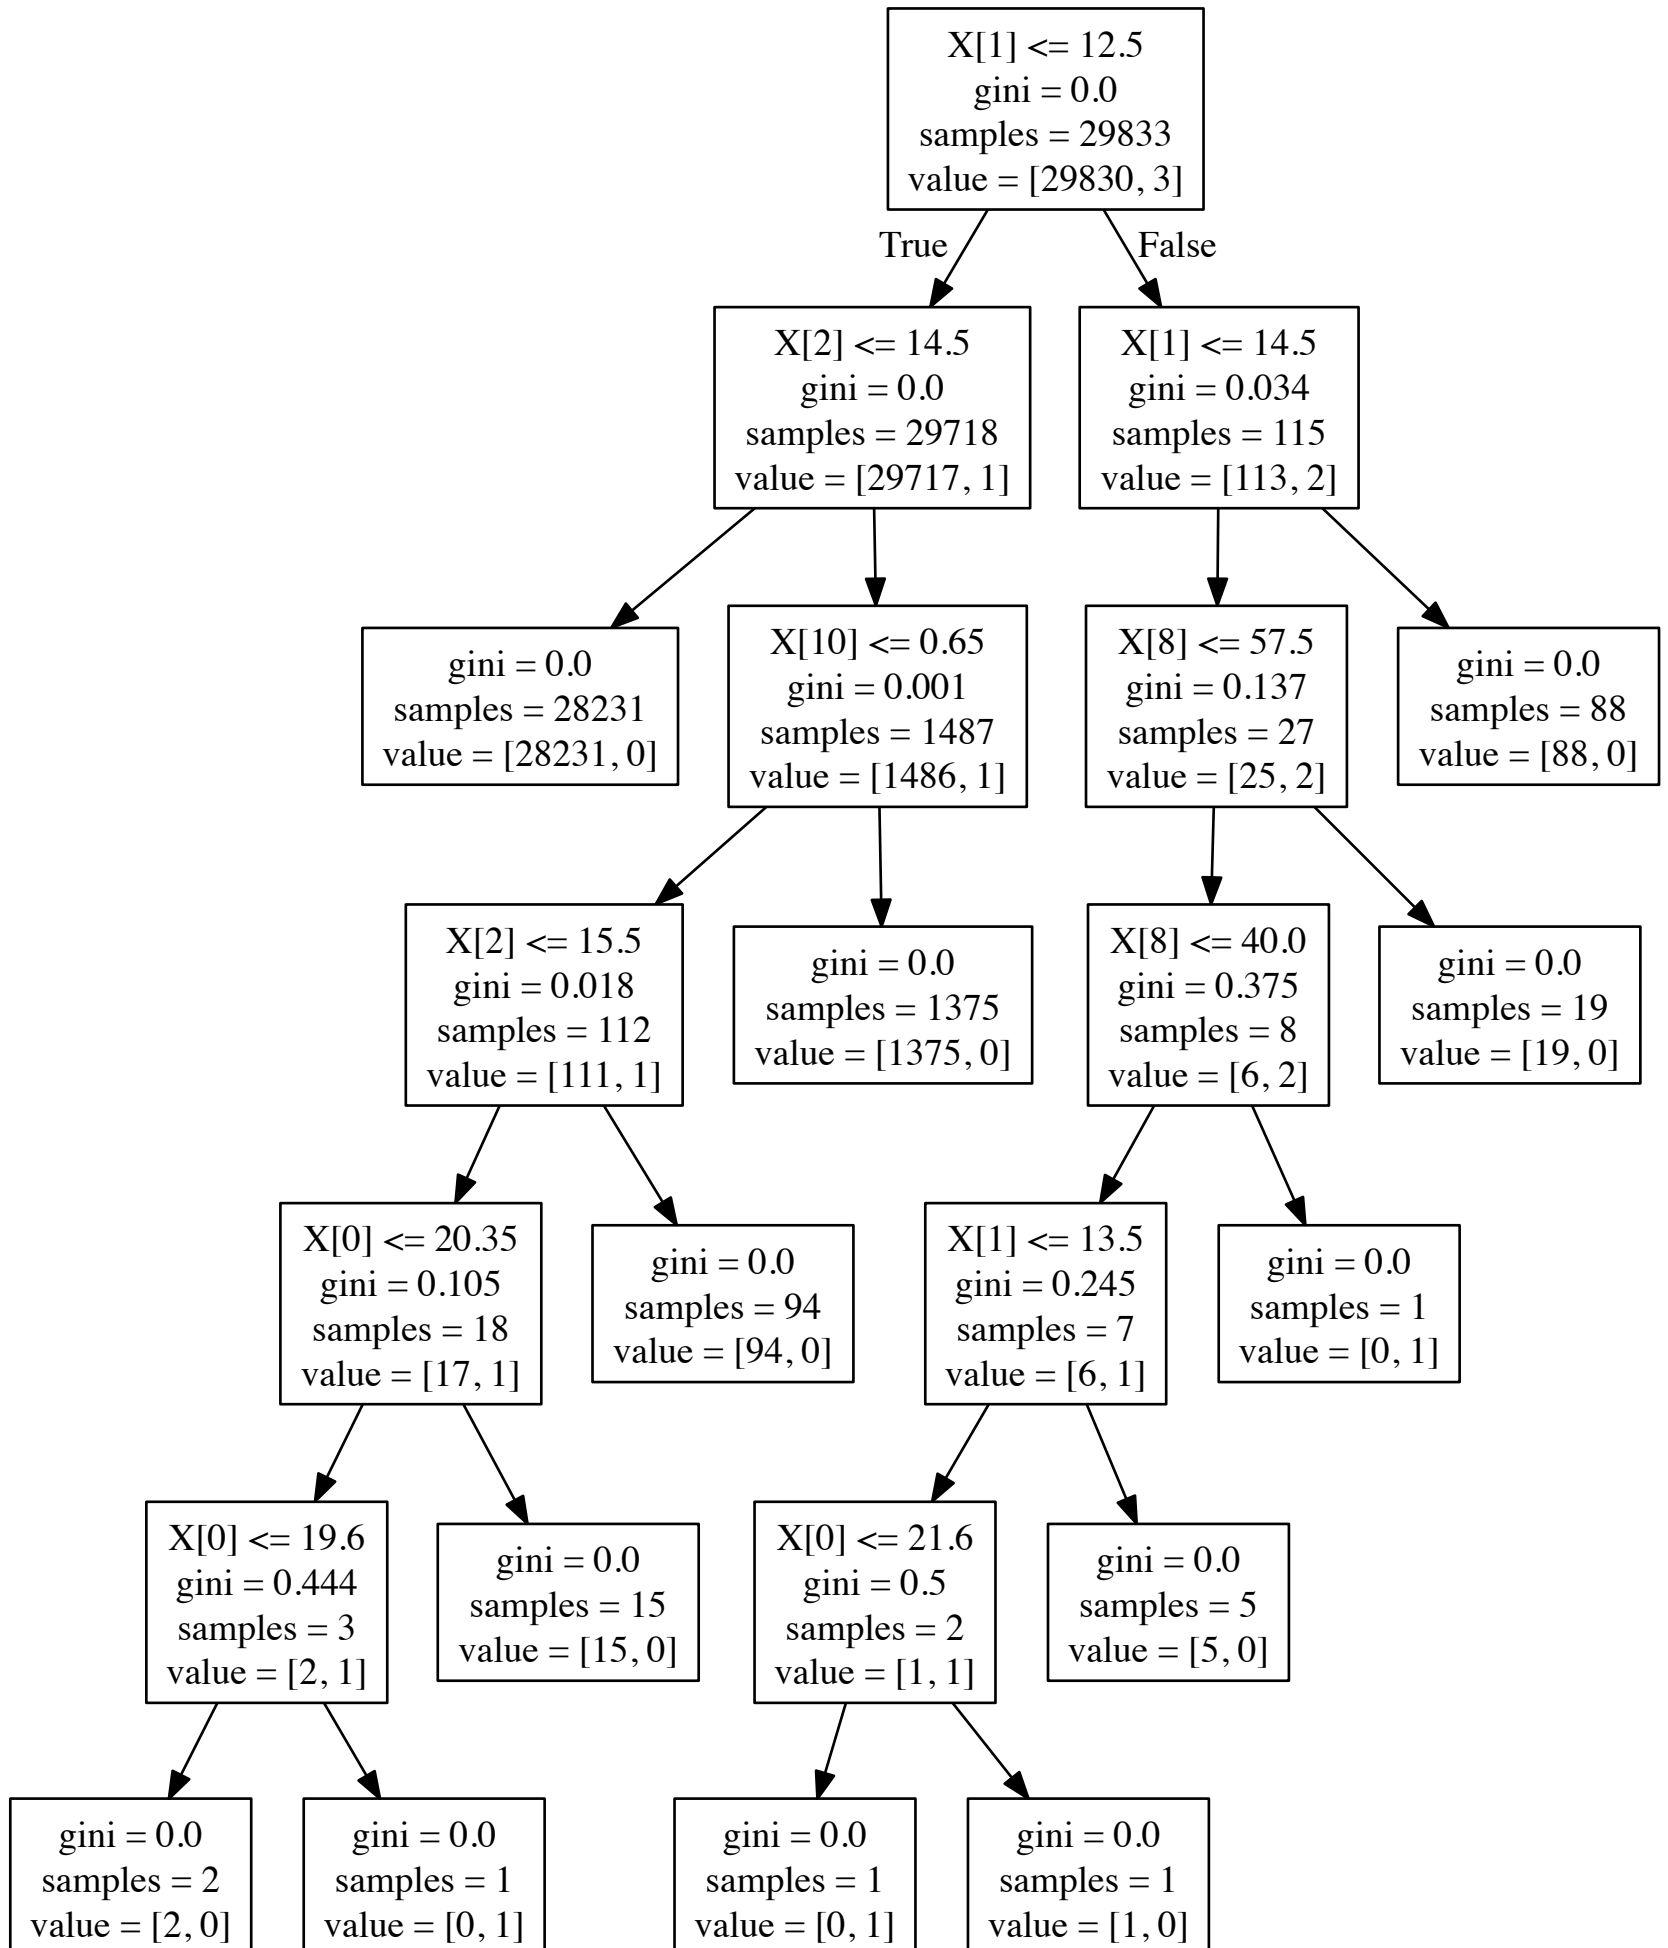 X[1] <= 12.5
gini = 0.0
samples = 29833
value = [29830, 3]
True
False
X[2] <= 14.5
gini = 0.0
samples = 29718
value = [29717, 1]
X[1] <= 14.5
gini = 0.034
samples = 115
value = [113, 2]
gini = 0.0
samples = 28231
value = [28231, 0]
X[10] <= 0.65
gini = 0.001
samples = 1487
value = [1486, 1]
X[8] <= 57.5
gini = 0.137
samples = 27
value = [25, 2]
gini = 0.0
samples = 88
value = [88, 0]
X[2] <= 15.5
gini = 0.018
samples = 112
value = [111, 1]
gini = 0.0
samples = 1375
value = [1375, 0]
X[8] <= 40.0
gini = 0.375
samples = 8
value = [6, 2]
gini = 0.0
samples = 19
value = [19, 0]
X[0] <= 20.35
gini = 0.105
samples = 18
value = [17, 1]
gini = 0.0
samples = 94
value = [94, 0]
X[1] <= 13.5
gini = 0.245
samples = 7
value = [6, 1]
gini = 0.0
samples = 1
value = [0, 1]
X[0] <= 19.6
gini = 0.444
samples = 3
value = [2, 1]
gini = 0.0
samples = 15
value = [15, 0]
X[0] <= 21.6
gini = 0.5
samples = 2
value = [1, 1]
gini = 0.0
samples = 5
value = [5, 0]
gini = 0.0
samples = 2
value = [2, 0]
gini = 0.0
samples = 1
value = [0, 1]
gini = 0.0
samples = 1
value = [0, 1]
gini = 0.0
samples = 1
value = [1, 0]